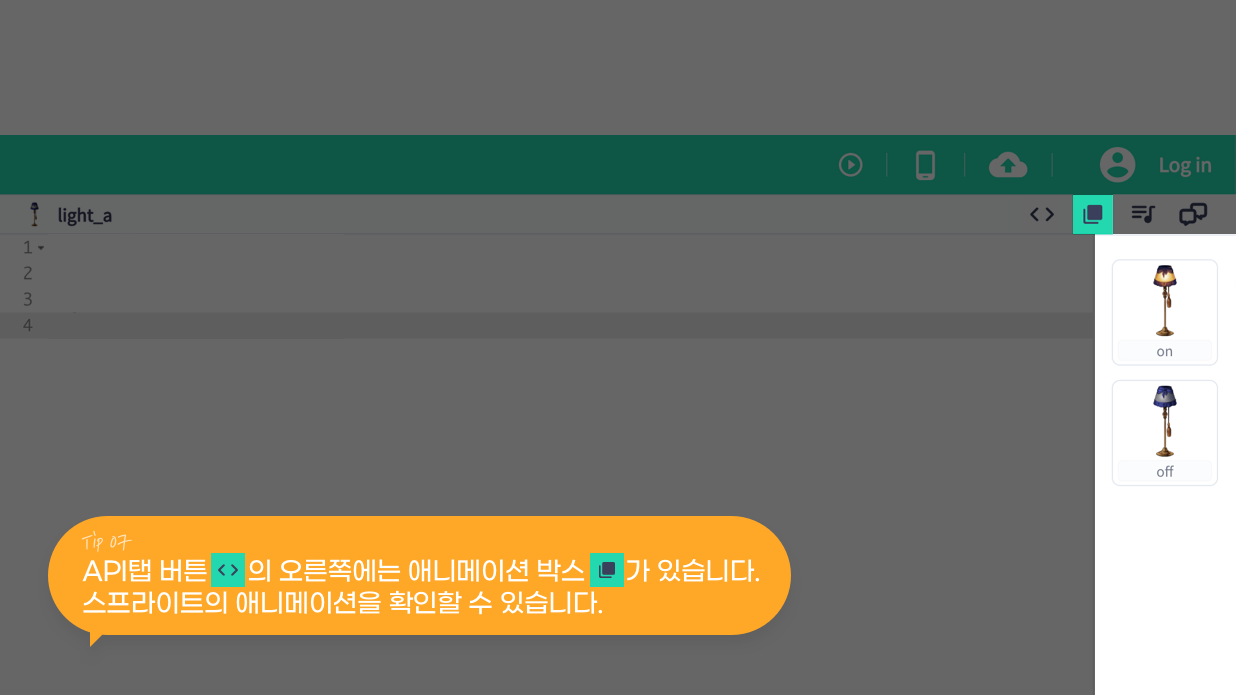 Log in
light_a
1
2
3
4
on
off
Tip 07
API탭 버튼 <> 의 오른쪽에는 애니메이션 박스 가 있습니다.
스프라이트의 애니메이션을 확인할 수 있습니다.